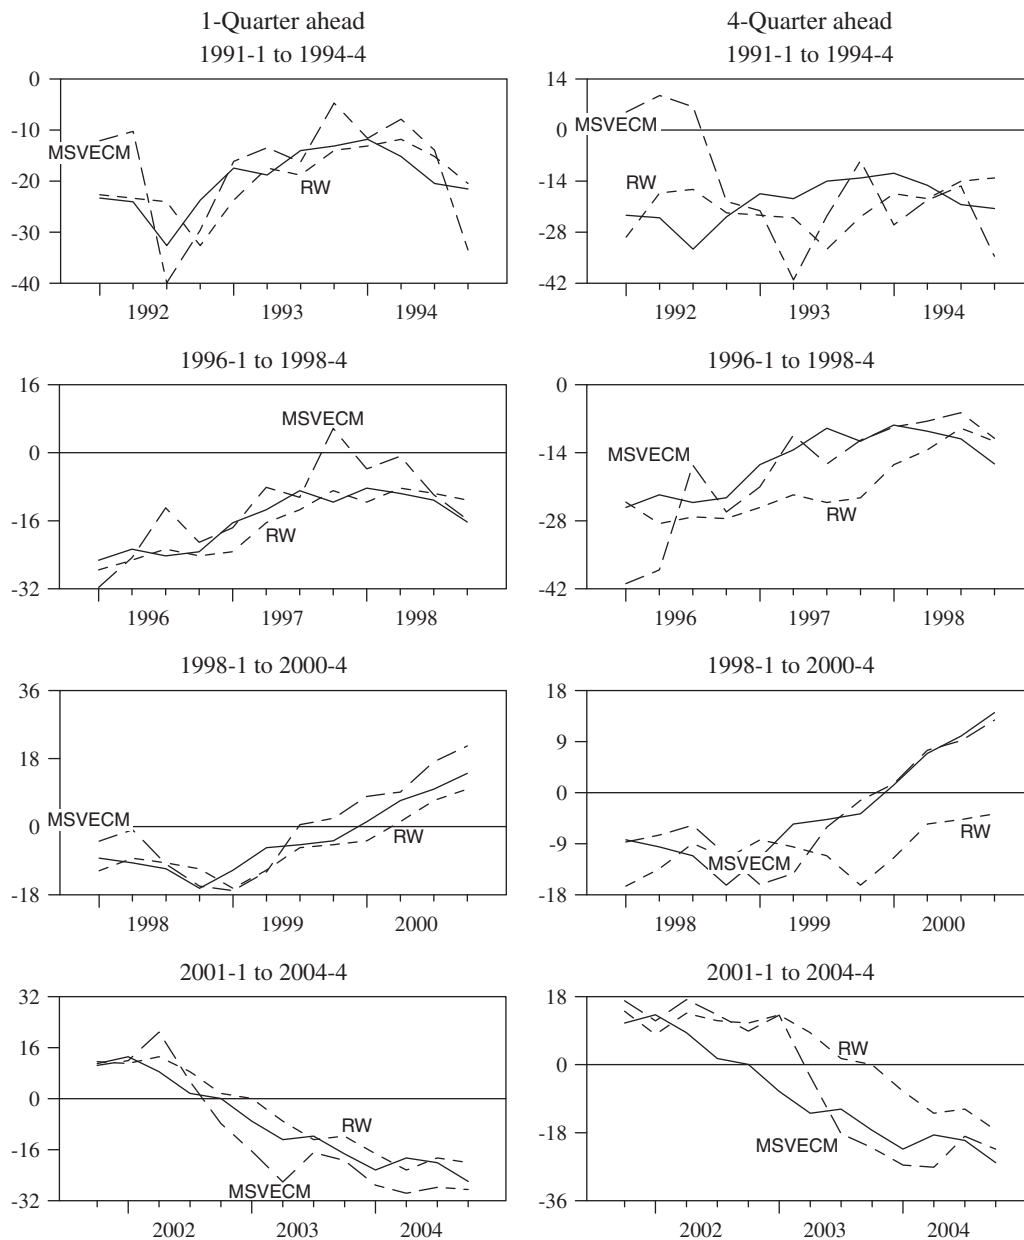 1-Quarter ahead
1991-1 to 1994-4
0
-10
-20
-30
-40
MSVECM
RW
1992 1993 1994
4-Quarter ahead
1991-1 to 1994-4
14
0
-14
-28
-42
MSVECM
RW
1992 1993 1994
1996-1 to 1998-4
16
0
-16
-32
MSVECM
RW
1996 1997 1998
1996-1 to 1998-4
0
-14
-28
-42
MSVECM
RW
1996 1997 1998
1998-1 to 2000-4
36
18
0
-18
MSVECM
RW
1998 1999 2000
1998-1 to 2000-4
18
9
0
-9
-18
MSVECM
RW
1998 1999 2000
2001-1 to 2004-4
32
16
0
-16
-32
RW
MSVECM
2002 2003 2004
2001-1 to 2004-4
18
0
-18
-36
RW
MSVECM
2002 2003 2004